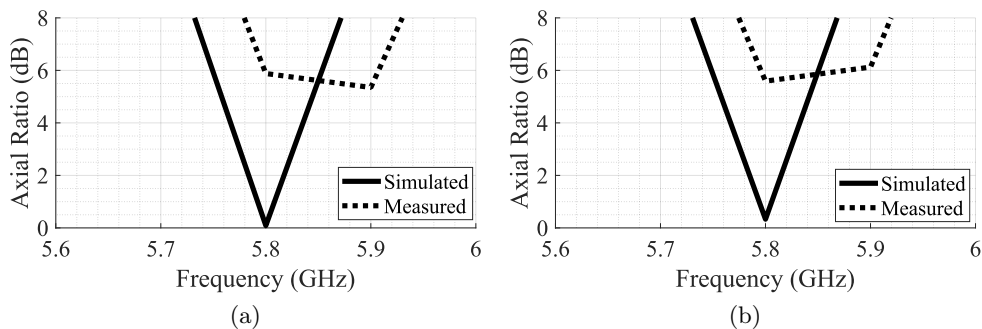 8
6
4
2
0
Axial Ratio (dB)
5.6 5.7 5.8 5.9 6
Frequency (GHz)
Simulated
Measured
(a)
8
6
4
2
0
Axial Ratio (dB)
5.6 5.7 5.8 5.9 6
Frequency (GHz)
Simulated
Measured
(b)